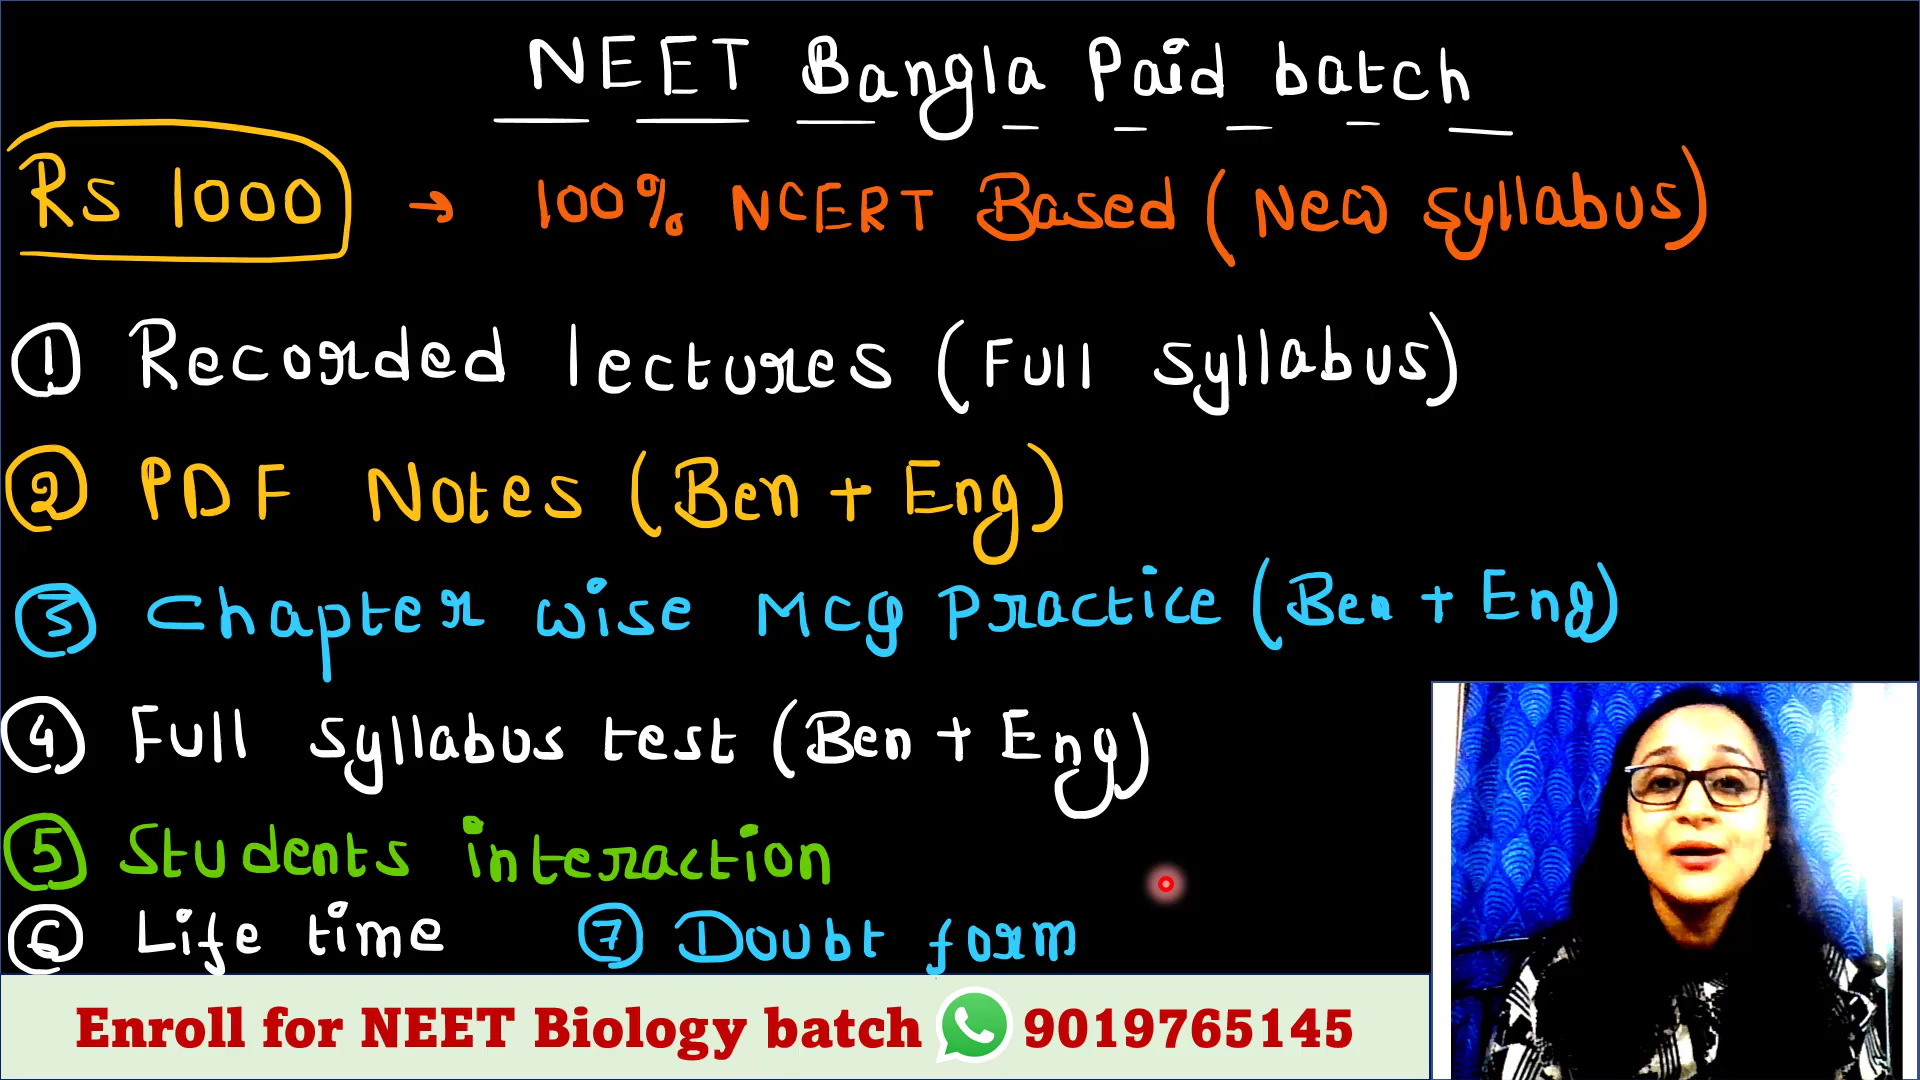 NEET Bangla Paid batch
Rs 1000 → 100% NCERT Based (New syllabus)
① Recorded lectures (Full syllabus)
② PDF Notes (Ben + Eng)
③ Chapter wise MCQ Practice (Ben + Eng)
④ Full syllabus test (Ben + Eng)
⑤ Students interaction
⑥ Life time ⑦ Doubt form
Enroll for NEET Biology batch 9019765145